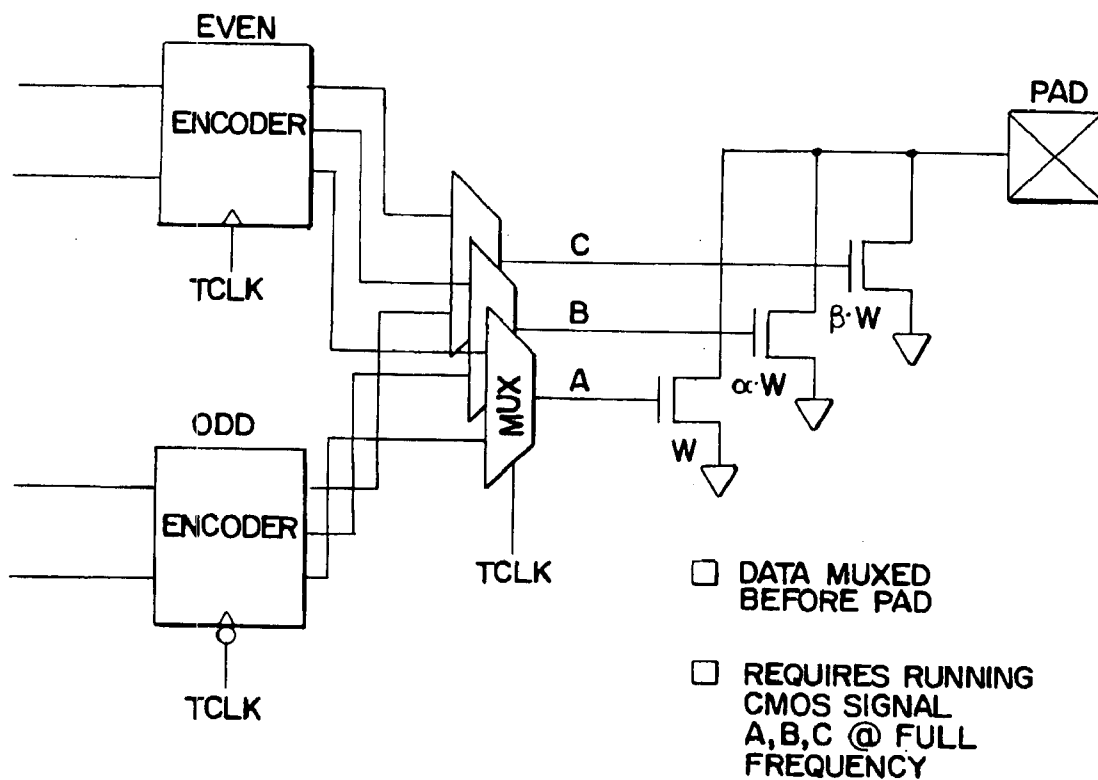 EVEN
ENCODER
TCLK
PAD
C
β·W
B
α·W
A
W
MUX
TCLK
ODD
ENCODER
TCLK
DATA MUXED
BEFORE PAD
REQUIRES RUNNING
CMOS SIGNAL
A,B,C @ FULL
FREQUENCY